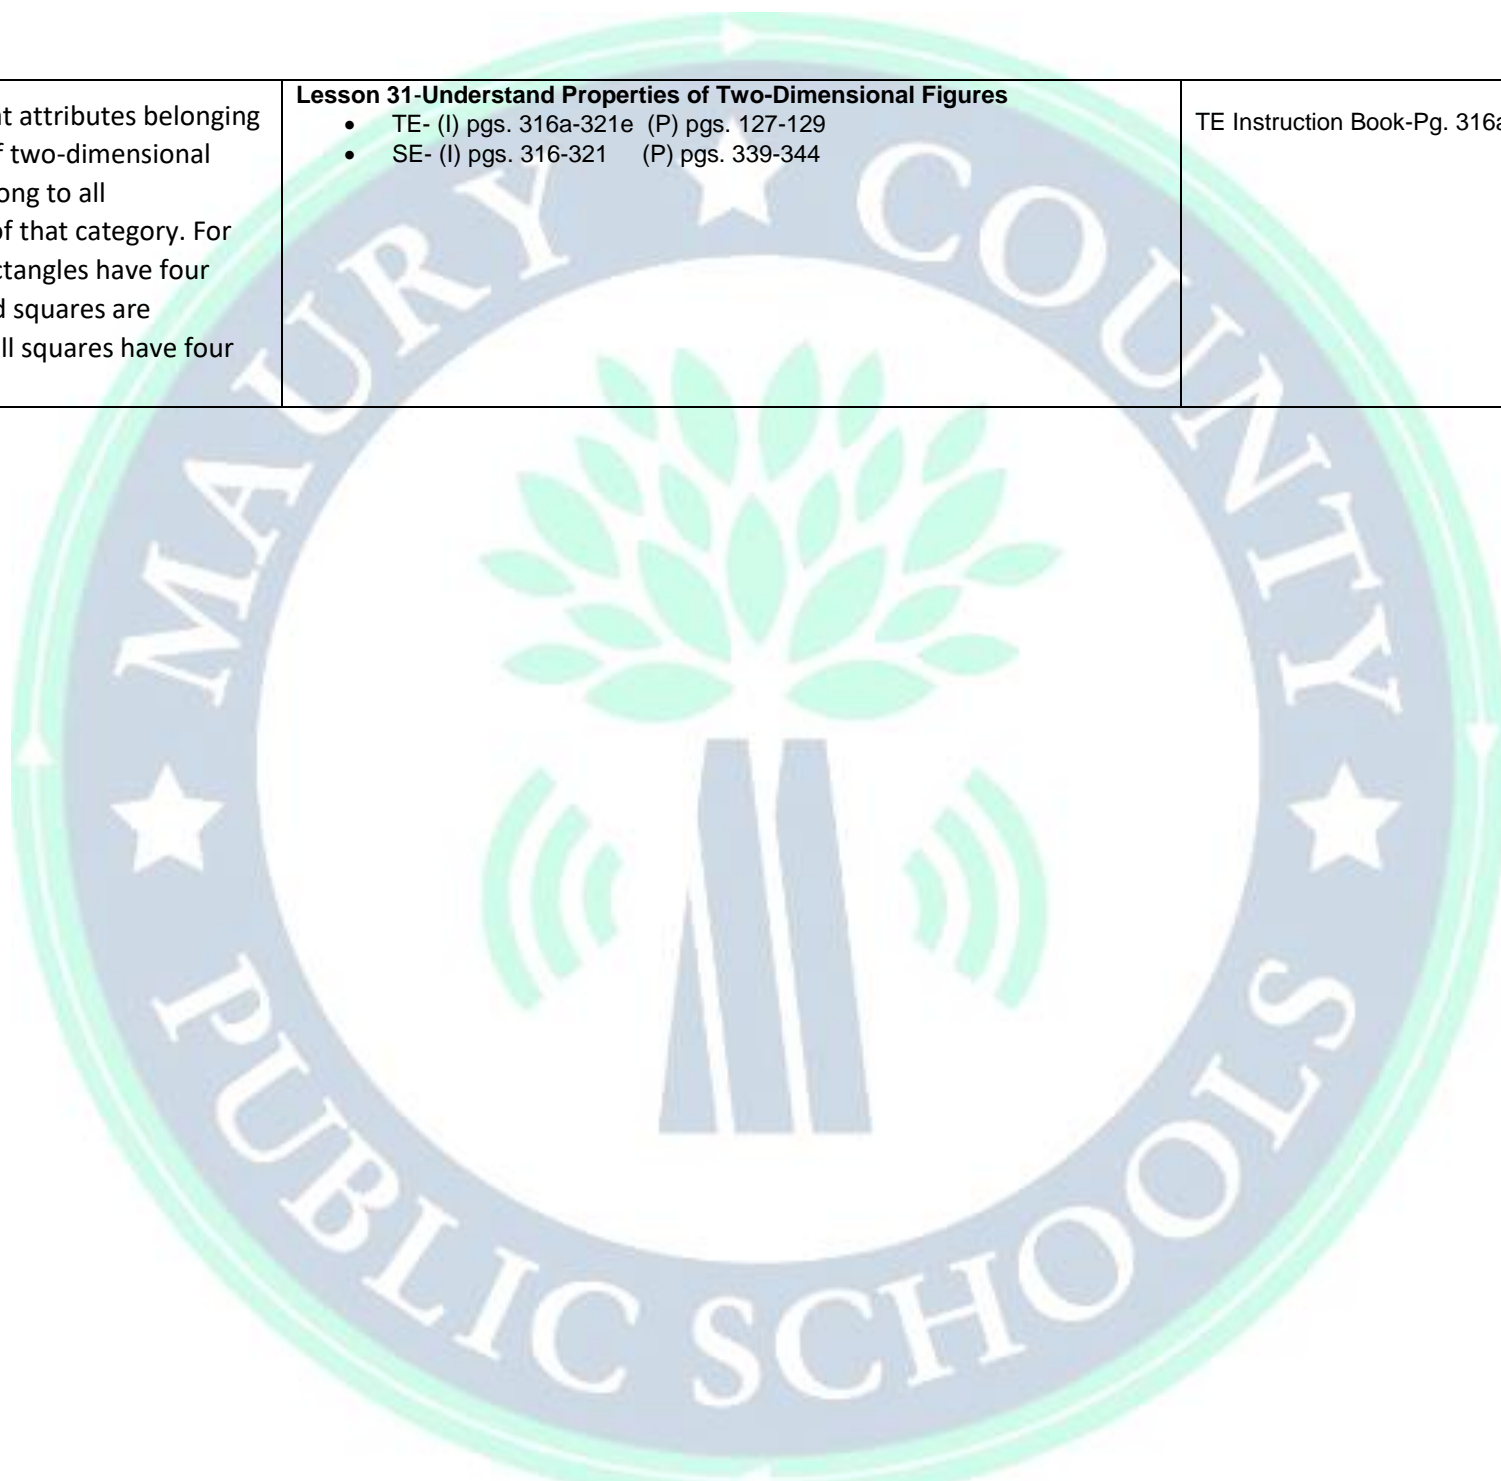 t attributes belonging
f two-dimensional
ong to all
of that category. For
ctangles have four
d squares are
ll squares have four
Lesson 31-Understand Properties of Two-Dimensional Figures
• TE- (I) pgs. 316a-321e (P) pgs. 127-129
• SE- (I) pgs. 316-321 (P) pgs. 339-344
TE Instruction Book-Pg. 316a
MAURY COUNTY
PUBLIC SCHOOLS